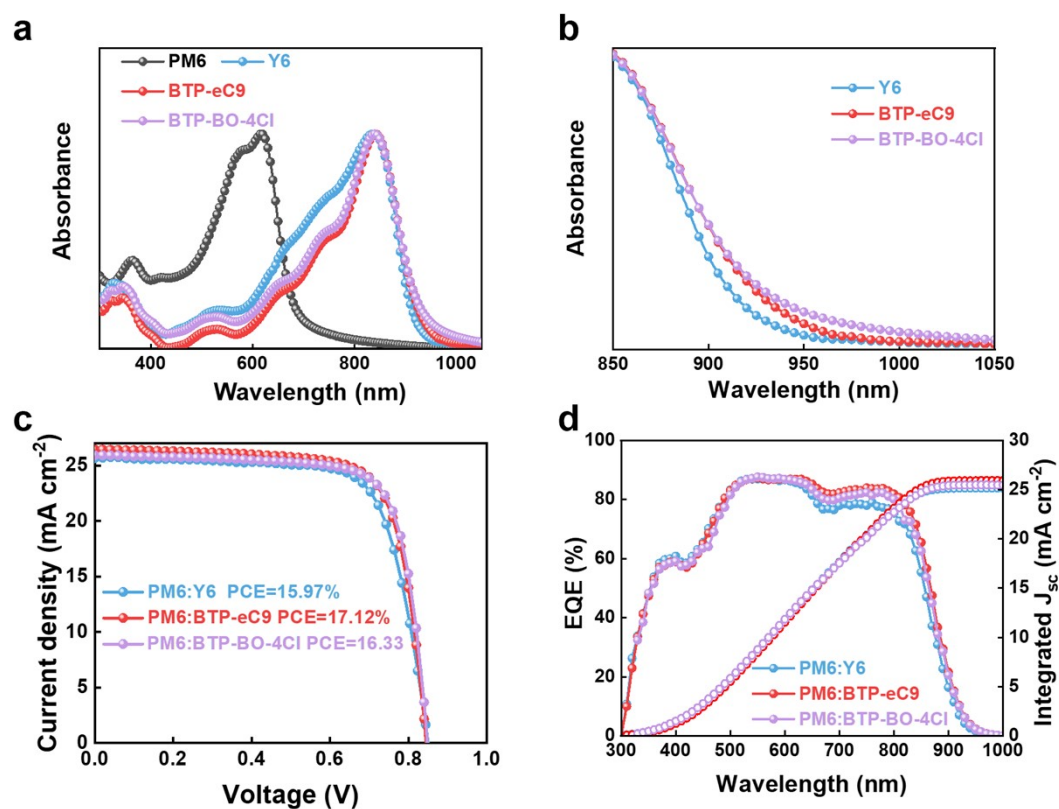 a
PM6 Y6
BTP-eC9
BTP-BO-4Cl
Absorbance
400 600 800 1000
Wavelength (nm)
b
Y6
BTP-eC9
BTP-BO-4Cl
Absorbance
850 900 950 1000 1050
Wavelength (nm)
c
Current density (mA cm-2)
25
20
15
10
5
0
PM6:Y6 PCE=15.97%
PM6:BTP-eC9 PCE=17.12%
PM6:BTP-BO-4Cl PCE=16.33
0.0 0.2 0.4 0.6 0.8 1.0
Voltage (V)
d
EQE (%)
100
80
60
40
20
0
PM6:Y6
PM6:BTP-eC9
PM6:BTP-BO-4Cl
30
25
20
15
10
5
0
Integrated Jsc (mA cm-2)
300 400 500 600 700 800 900 1000
Wavelength (nm)